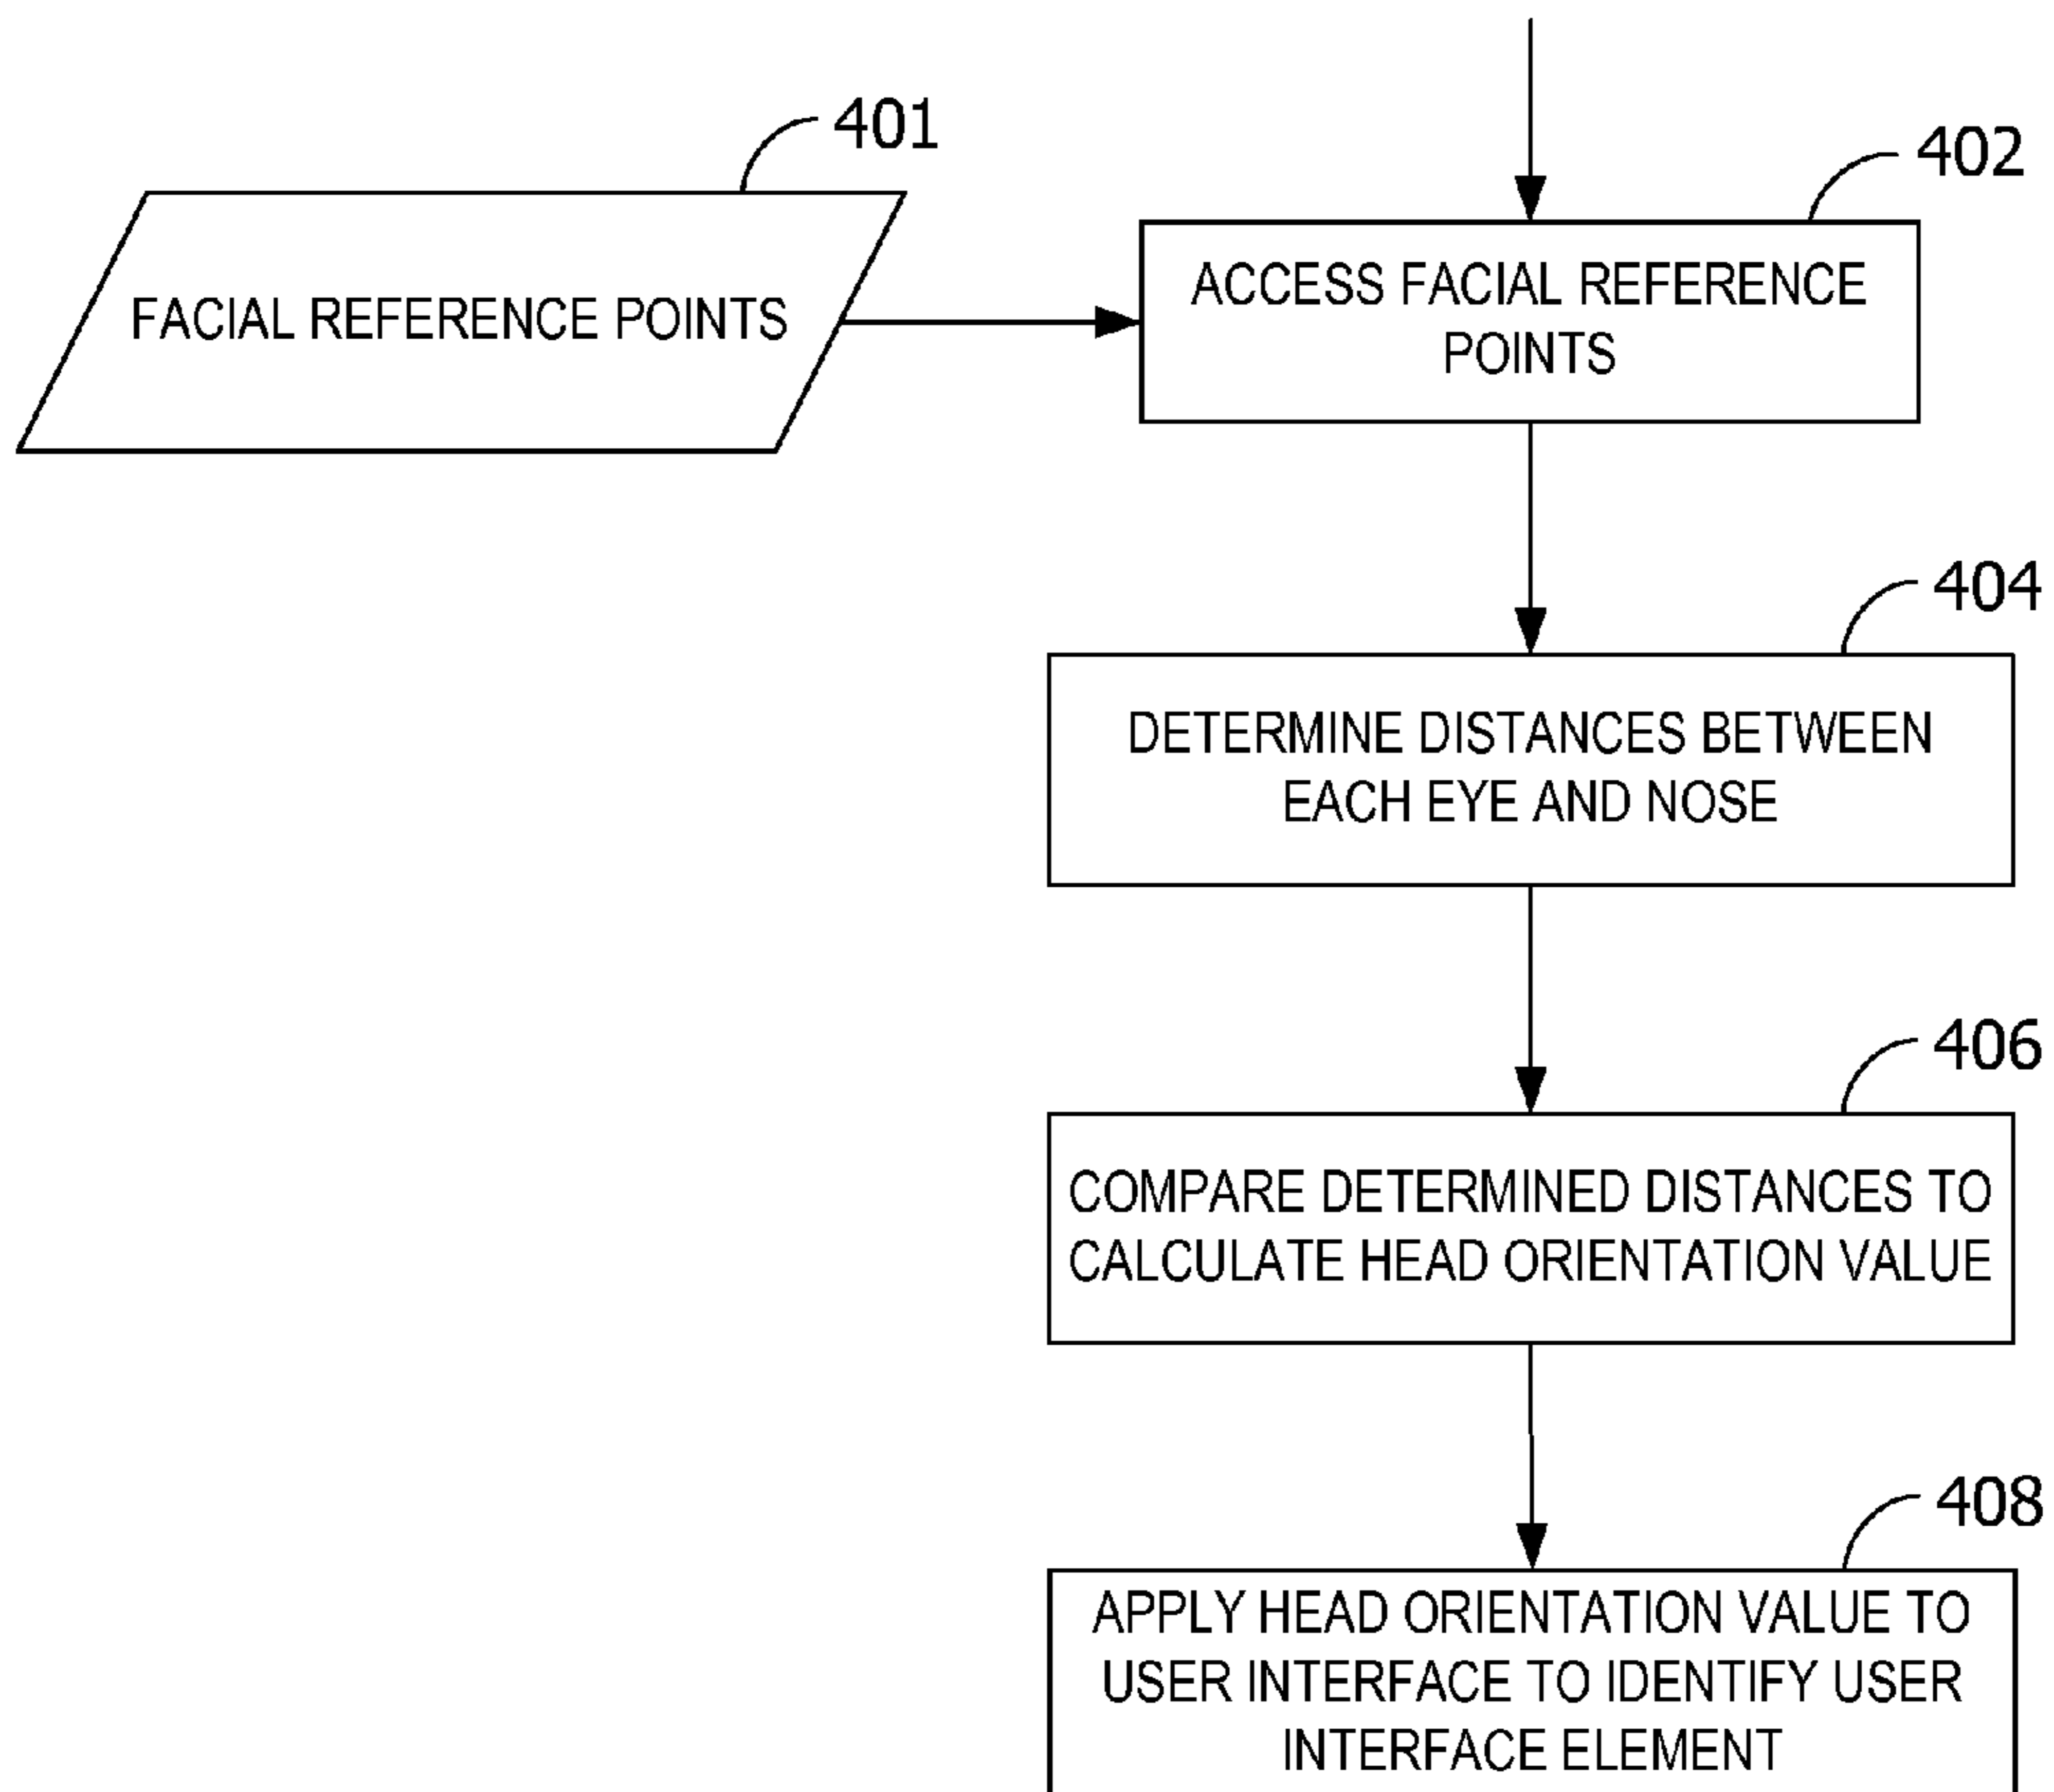 401
FACIAL REFERENCE POINTS
402
ACCESS FACIAL REFERENCE
POINTS
404
DETERMINE DISTANCES BETWEEN
EACH EYE AND NOSE
406
COMPARE DETERMINED DISTANCES TO
CALCULATE HEAD ORIENTATION VALUE
408
APPLY HEAD ORIENTATION VALUE TO
USER INTERFACE TO IDENTIFY USER
INTERFACE ELEMENT